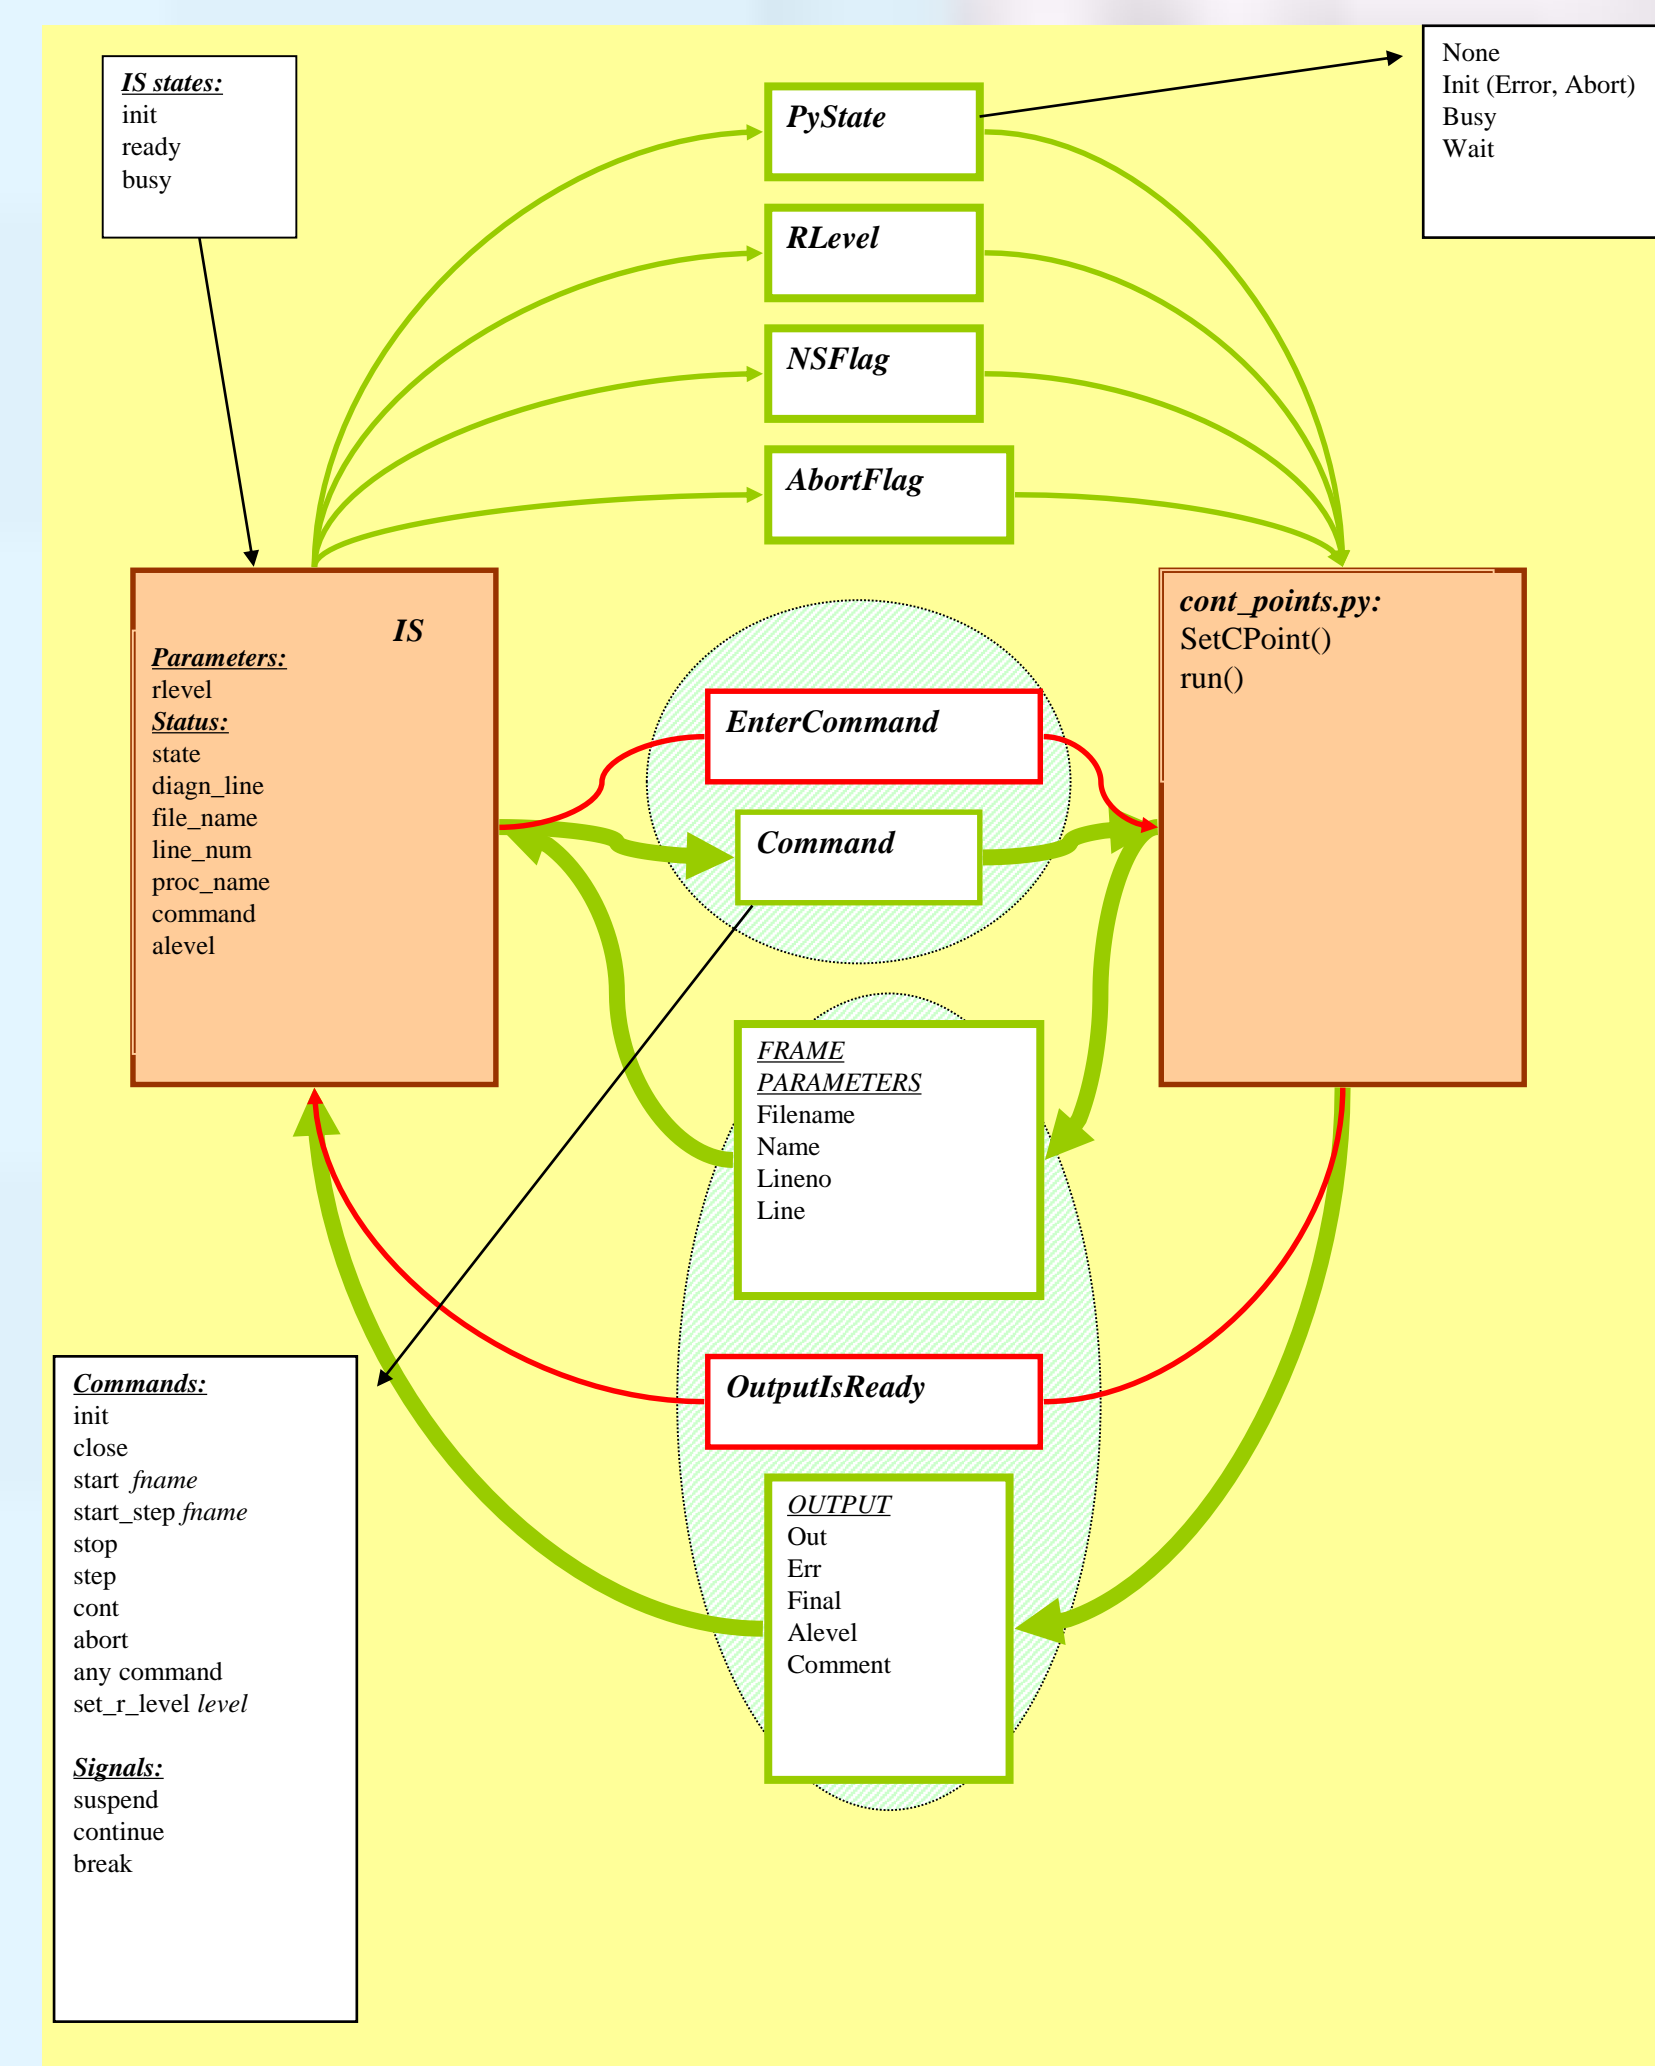 IS states:
init
ready
busy
PyState
None
Init (Error, Abort)
Busy
Wait
RLevel
NSFlag
AbortFlag
IS
Parameters:
rlevel
Status:
state
diagn_line
file_name
line_num
proc_name
command
alevel
EnterCommand
Command
cont_points.py:
SetCPoint()
run()
FRAME
PARAMETERS
Filename
Name
Lineno
Line
OutputIsReady
OUTPUT
Out
Err
Final
Alevel
Comment
Commands:
init
close
start fname
start_step fname
stop
step
cont
abort
any command
set_r_level level
Signals:
suspend
continue
break